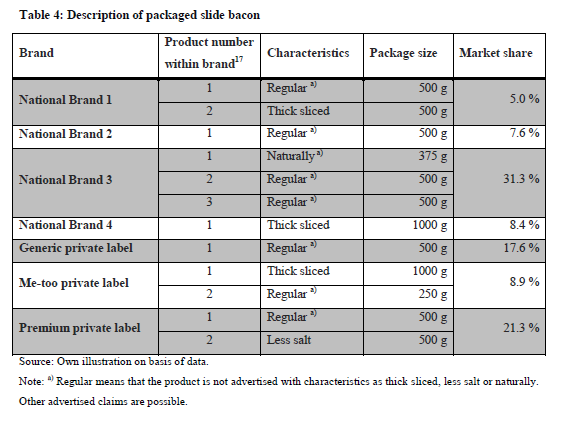 Table 4: Description of packaged slide bacon
Brand Product number within brand17 Characteristics Package size Market share
National Brand 1 1 Regular a) 500 g 5.0 %
2 Thick sliced 500 g
National Brand 2 1 Regular a) 500 g 7.6 %
National Brand 3 1 Naturally a) 375 g 31.3 %
2 Regular a) 500 g
3 Regular a) 500 g
National Brand 4 1 Thick sliced 1000 g 8.4 %
Generic private label 1 Regular a) 500 g 17.6 %
Me-too private label 1 Thick sliced 1000 g 8.9 %
2 Regular a) 250 g
Premium private label 1 Regular a) 500 g 21.3 %
2 Less salt 500 g
Source: Own illustration on basis of data.
Note: a) Regular means that the product is not advertised with characteristics as thick sliced, less salt or naturally.
Other advertised claims are possible.